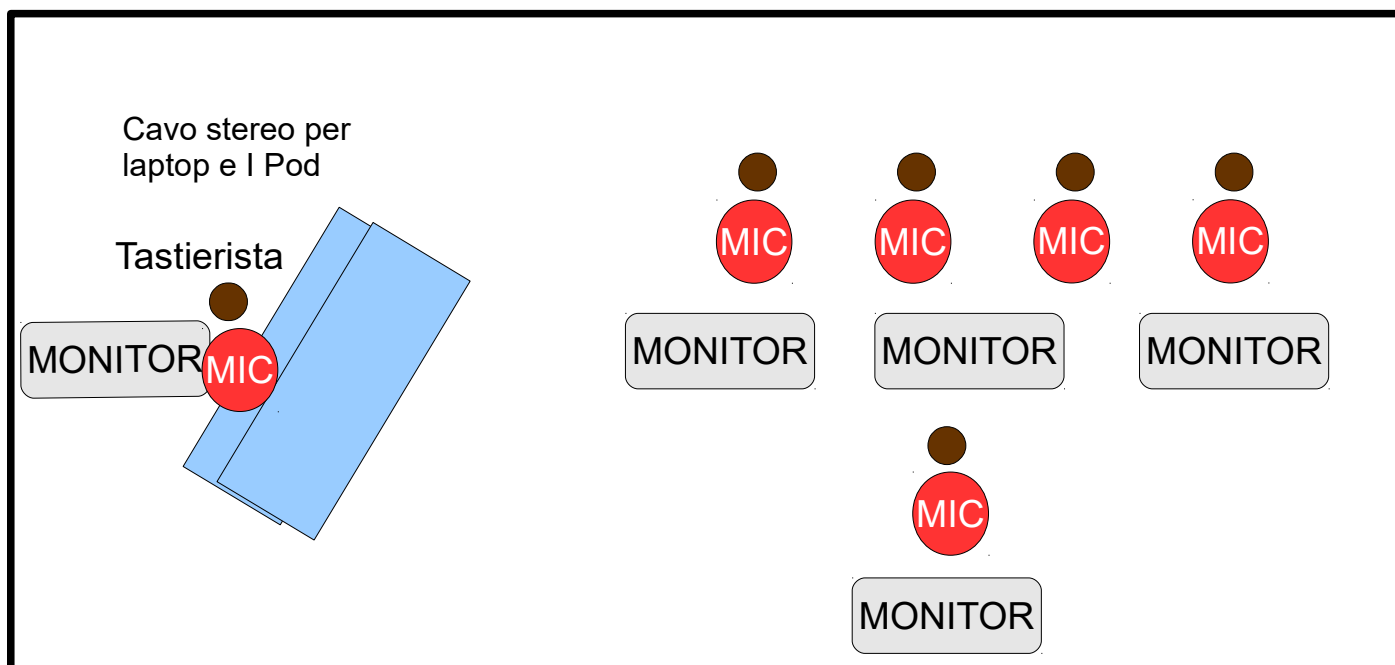 Cavo stereo per
laptop e I Pod
Tastierista
MONITOR
MIC
MIC
MIC
MIC
MIC
MONITOR
MONITOR
MONITOR
MIC
MONITOR